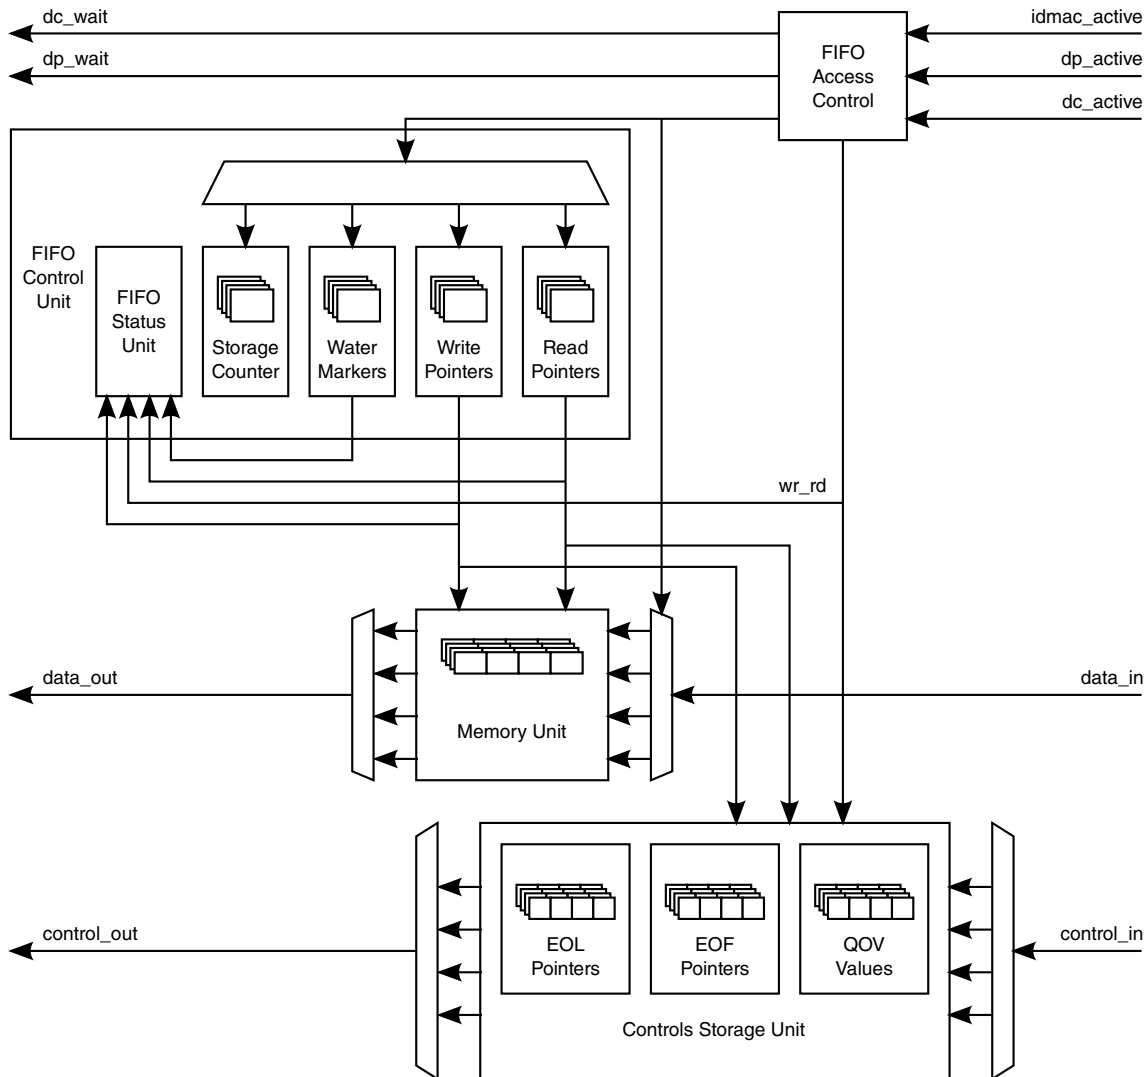 dc_wait
idmac_active
dp_wait
dp_active
dc_active
FIFO
Access
Control
FIFO
Control
Unit
FIFO
Status
Unit
Storage
Counter
Water
Markers
Write
Pointers
Read
Pointers
wr_rd
data_out
data_in
Memory Unit
control_out
control_in
EOL
Pointers
EOF
Pointers
QOV
Values
Controls Storage Unit